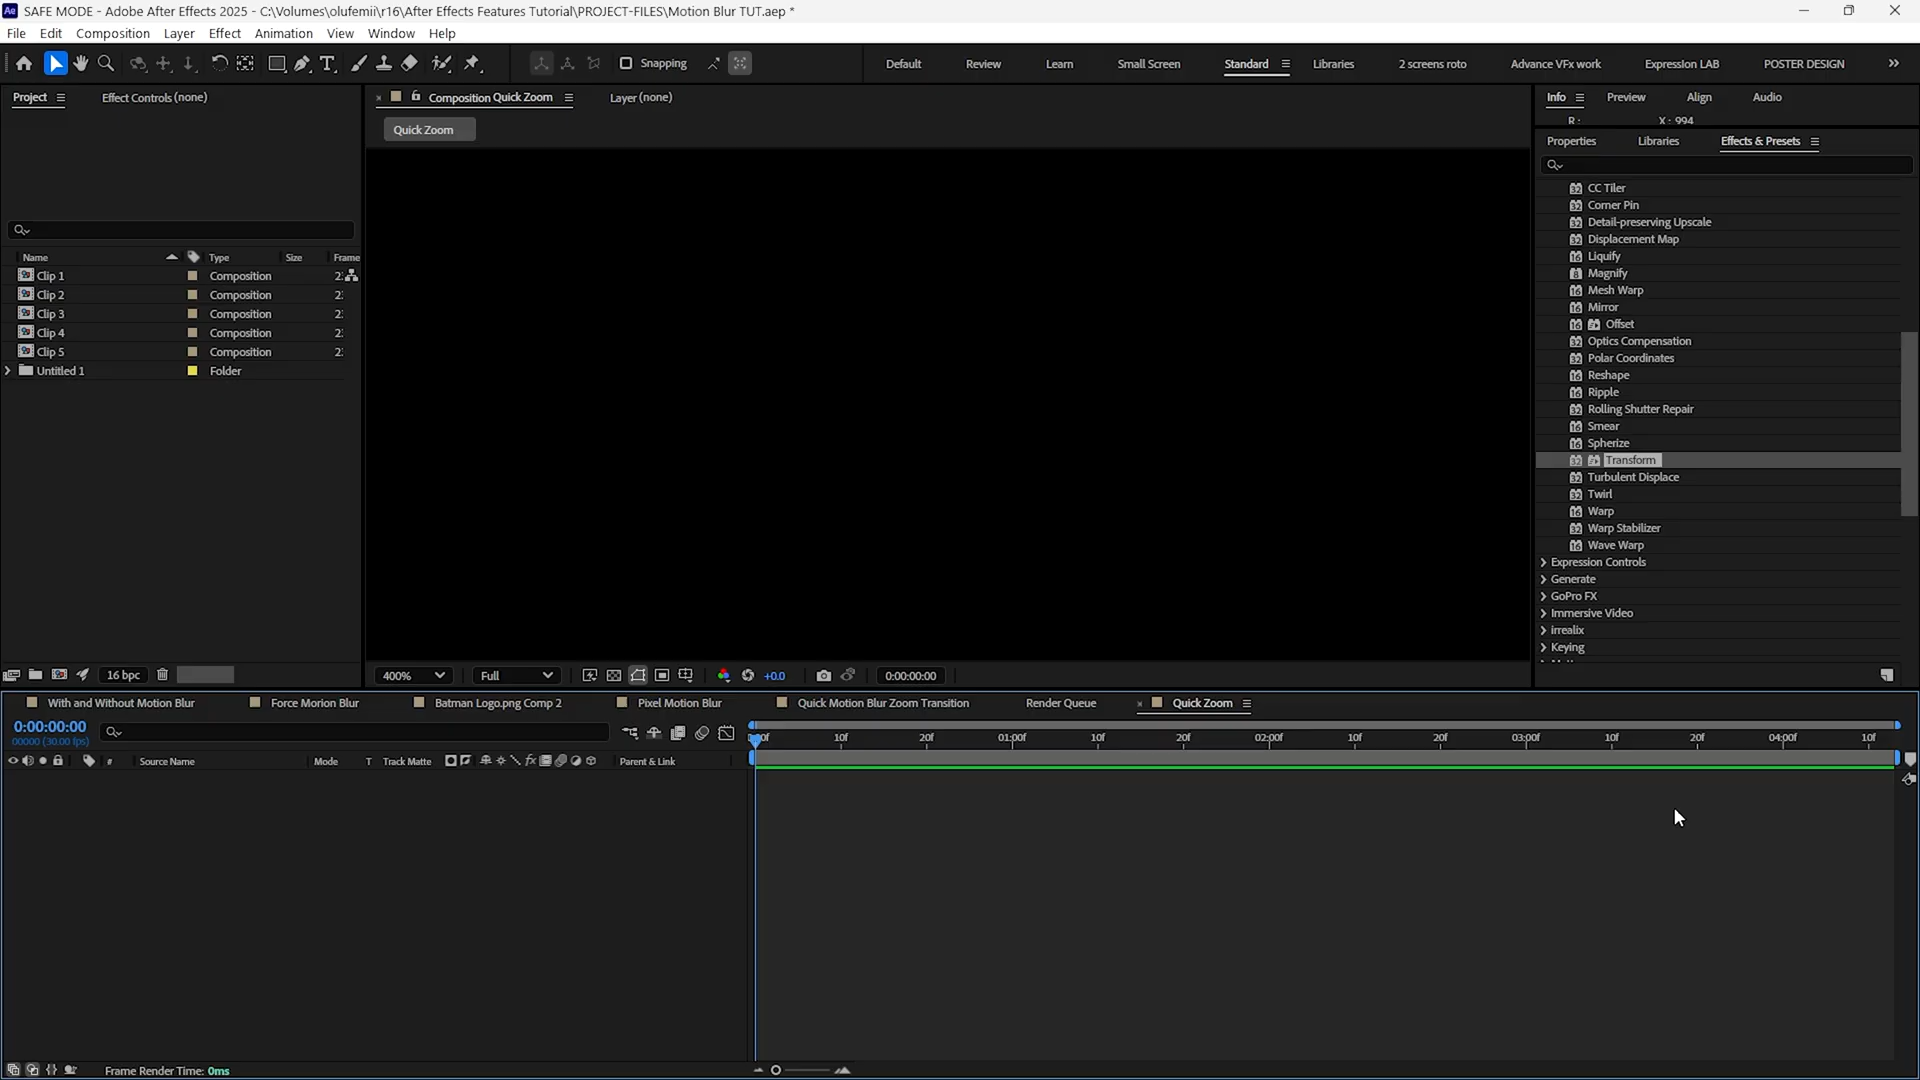 SAFE MODE - Adobe After Effects 2025 - C:\Volumes\olufemii\r16\After Effects Features Tutorial\PROJECT-FILES\Motion Blur TUT.aep *
File Edit Composition Layer Effect Animation View Window Help
Snapping Default Review Learn Small Screen Standard Libraries 2 screens roto Advance VFx work Expression LAB POSTER DESIGN
Project Effect Controls (none) Composition Quick Zoom Layer (none) Info Preview Align Audio
R : X : 994
Quick Zoom
Properties Libraries Effects & Presets
Name Type Size Frame
Clip 1 Composition
Clip 2 Composition
Clip 3 Composition
Clip 4 Composition
Clip 5 Composition
Untitled 1 Folder
CC Tiler
Corner Pin
Detail-preserving Upscale
Displacement Map
Liquify
Magnify
Mesh Warp
Mirror
Offset
Optics Compensation
Polar Coordinates
Reshape
Ripple
Rolling Shutter Repair
Smear
Spherize
Transform
Turbulent Displace
Twirl
Warp
Warp Stabilizer
Wave Warp
Expression Controls
Generate
GoPro FX
Immersive Video
irrealix
Keying
16 bpc 400% Full +0.0 0:00:00:00
With and Without Motion Blur Force Morion Blur Batman Logo.png Comp 2 Pixel Motion Blur Quick Motion Blur Zoom Transition Render Queue Quick Zoom
0:00:00:00
00000 (30.00 fps)
10f 20f 01:00f 10f 20f 02:00f 10f 20f 03:00f 10f 20f 04:00f 10f
# Source Name Mode T Track Matte fx Parent & Link
Frame Render Time: 0ms